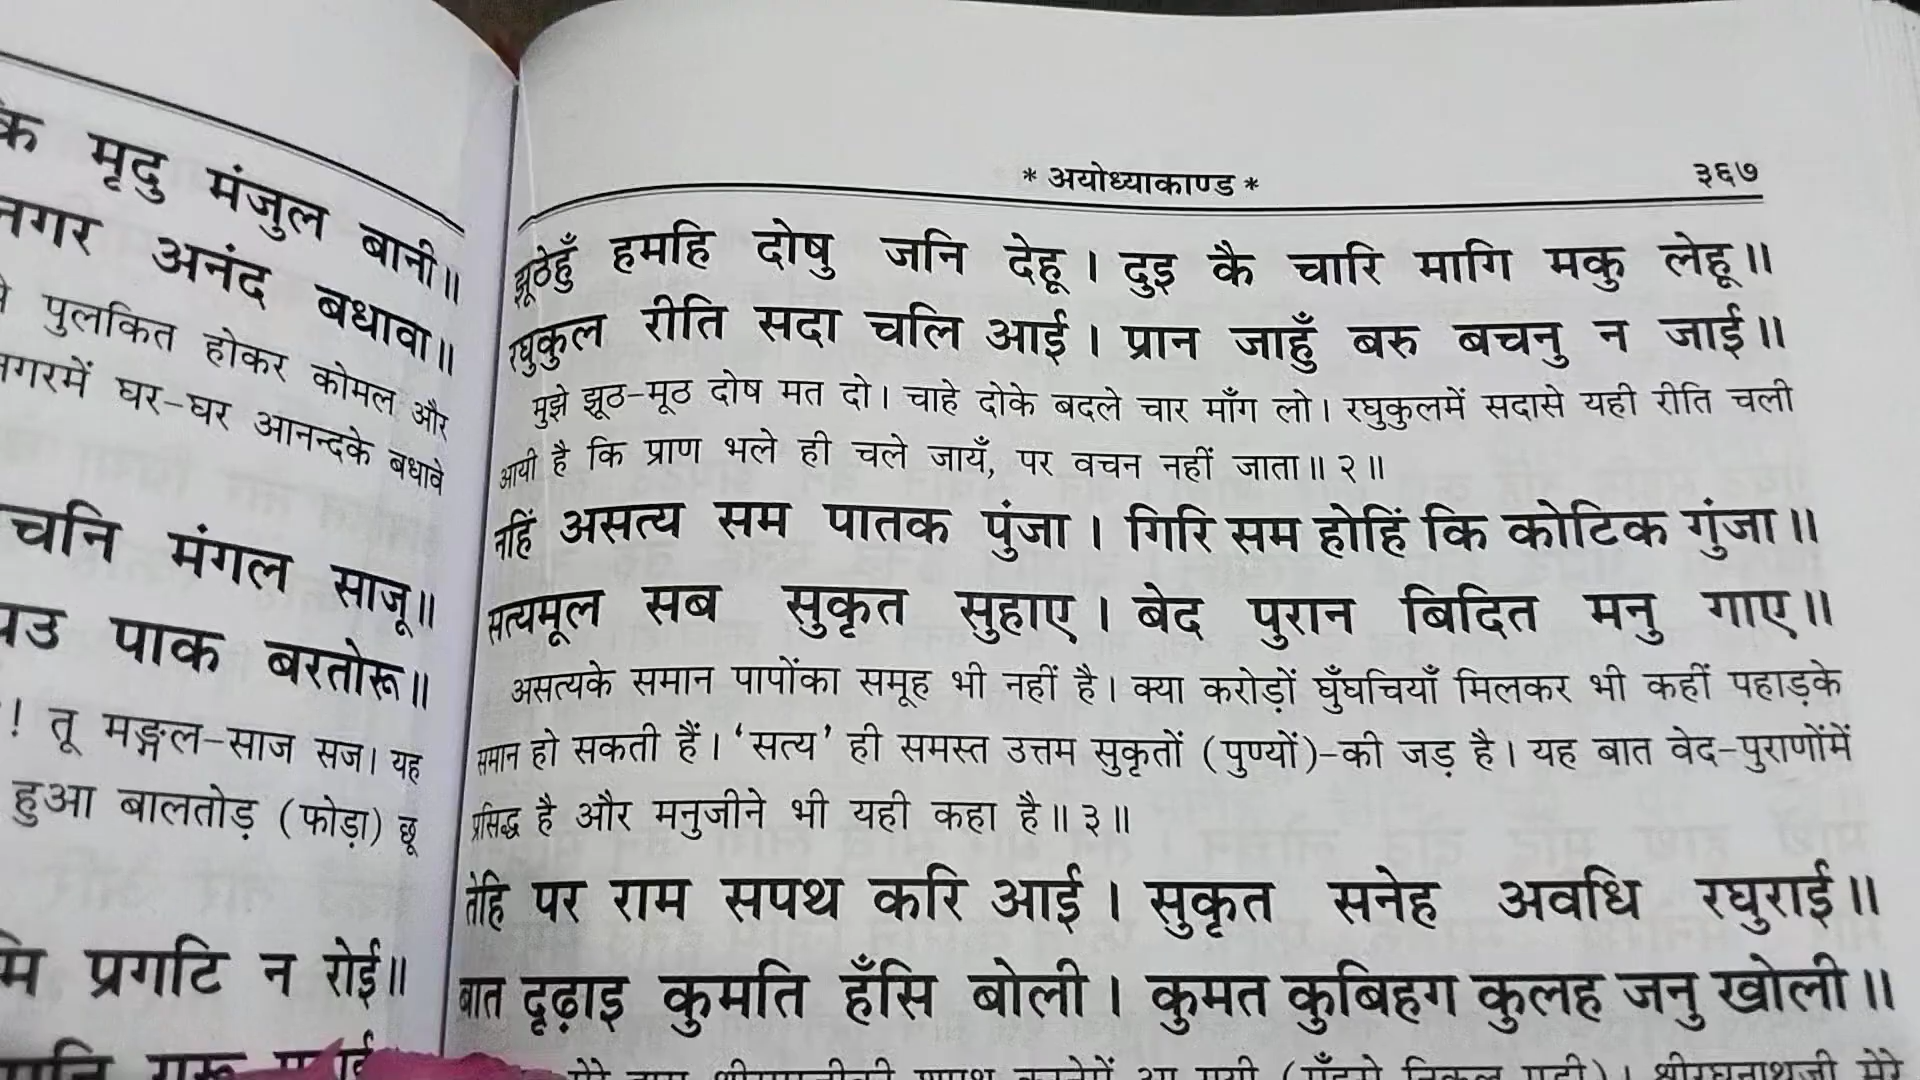 मृदु मंजुल बानी॥
नगर अनंद बधावा॥
पुलकित होकर कोमल और
नगरमें घर-घर आनन्दके बधावे
मंगल साजू॥
पाक बरतोरू॥
! तू मङ्गल-साज सज। यह
हुआ बालतोड़ (फोड़ा) छू
प्रगटि न रोई॥
* अयोध्याकाण्ड * ३६७
झूठेहुँ हमहि दोषु जनि देहू। दुइ कै चारि मागि मकु लेहू॥
रघुकुल रीति सदा चलि आई। प्रान जाहुँ बरु बचनु न जाई॥
मुझे झूठ-मूठ दोष मत दो। चाहे दोके बदले चार माँग लो। रघुकुलमें सदासे यही रीति चली
आयी है कि प्राण भले ही चले जायँ, पर वचन नहीं जाता॥ २॥
नहिं असत्य सम पातक पुंजा। गिरि सम होहिं कि कोटिक गुंजा॥
सत्यमूल सब सुकृत सुहाए। बेद पुरान बिदित मनु गाए॥
असत्यके समान पापोंका समूह भी नहीं है। क्या करोड़ों घुँघचियाँ मिलकर भी कहीं पहाड़के
समान हो सकती हैं। ‘सत्य’ ही समस्त उत्तम सुकृतों (पुण्यों)-की जड़ है। यह बात वेद-पुराणोंमें
प्रसिद्ध है और मनुजीने भी यही कहा है॥ ३॥
तेहि पर राम सपथ करि आई। सुकृत सनेह अवधि रघुराई॥
बात दृढ़ाइ कुमति हँसि बोली। कुमत कुबिहग कुलह जनु खोली॥